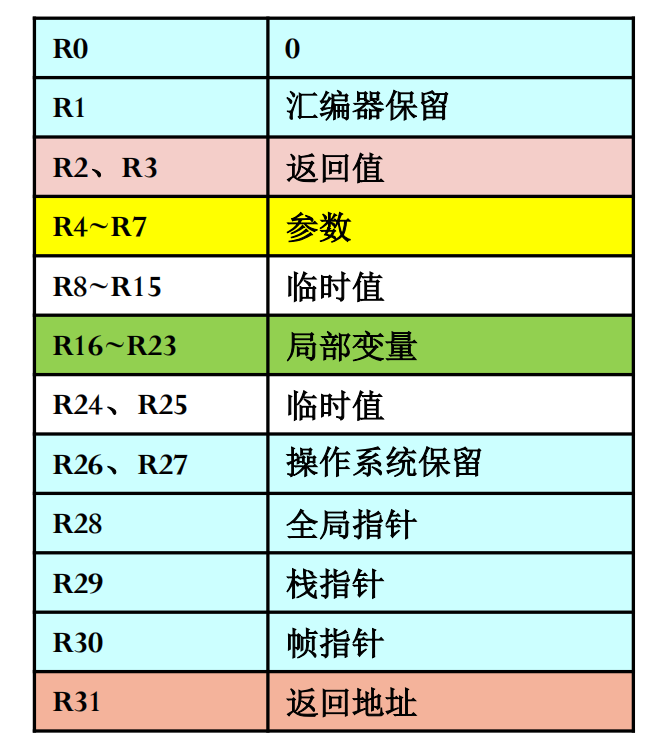 R0 0
R1 汇编器保留
R2、R3 返回值
R4~R7 参数
R8~R15 临时值
R16~R23 局部变量
R24、R25 临时值
R26、R27 操作系统保留
R28 全局指针
R29 栈指针
R30 帧指针
R31 返回地址